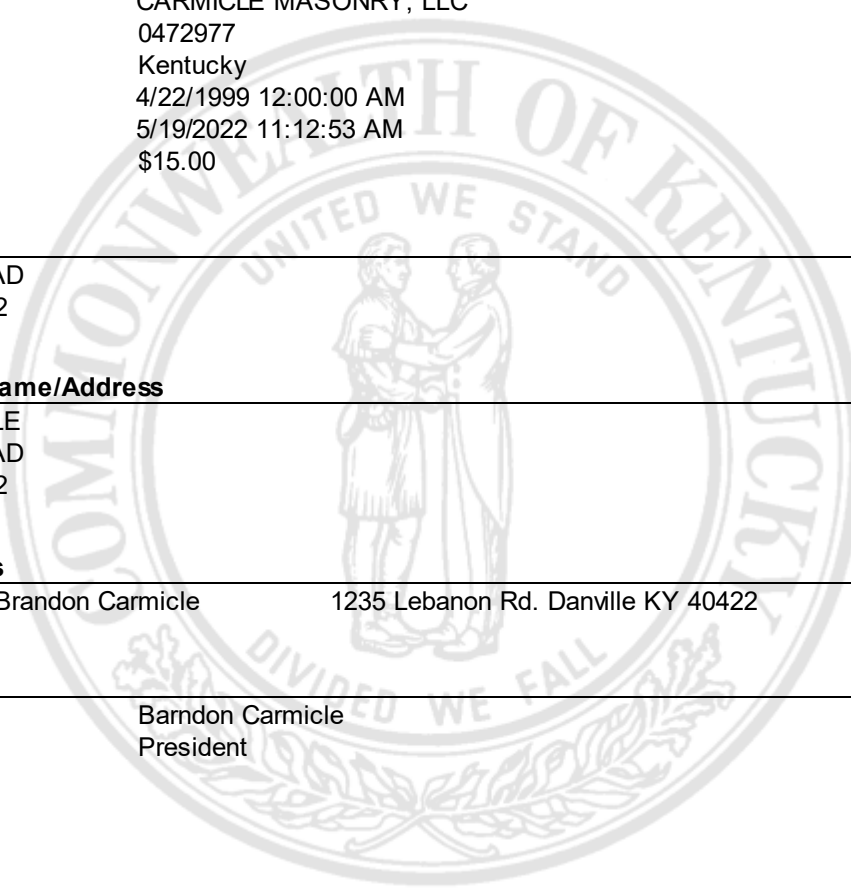 CARMICLE MASONRY, LLC
0472977
Kentucky
4/22/1999 12:00:00 AM
5/19/2022 11:12:53 AM
$15.00
COMMONWEALTH OF KENTUCKY
UNITED WE STAND
AD
2
ame/Address
LE
AD
2
s
Brandon Carmicle 1235 Lebanon Rd. Danville KY 40422
DIVIDED WE FALL
Barndon Carmicle
President